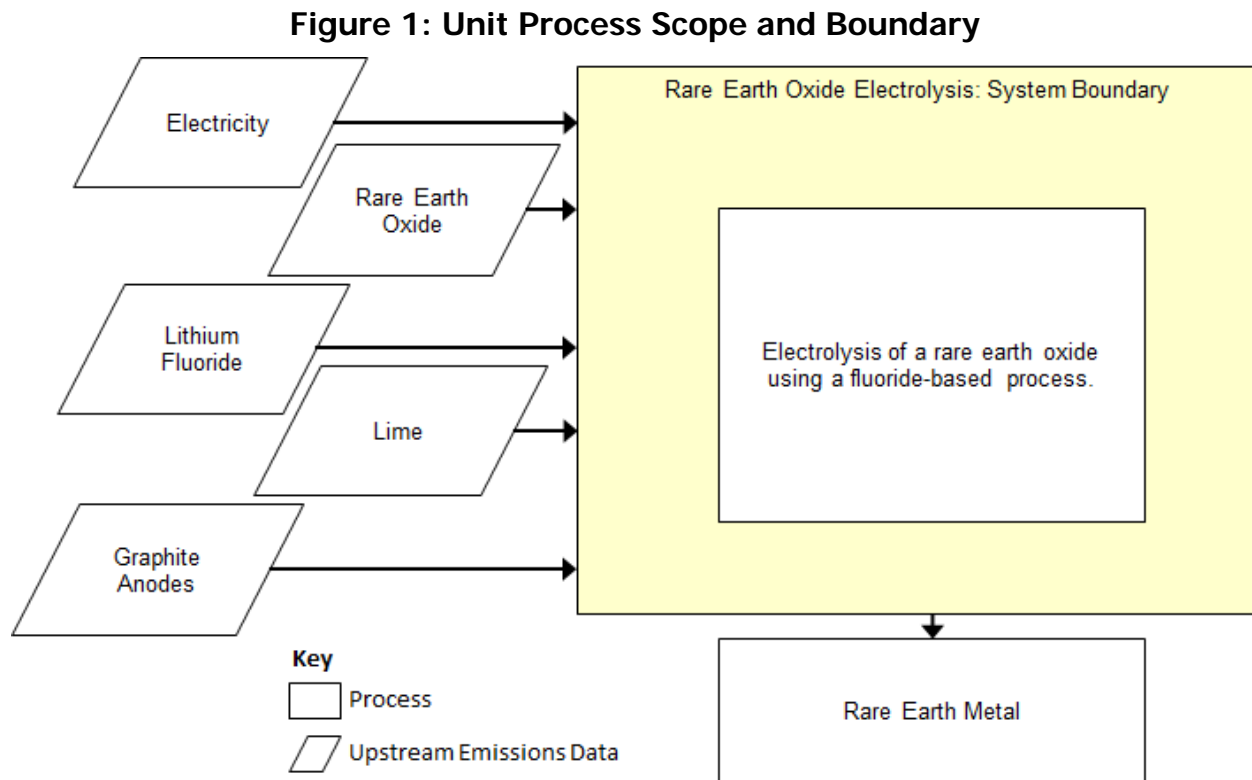 Figure 1: Unit Process Scope and Boundary
Rare Earth Oxide Electrolysis: System Boundary
Electricity
Rare Earth
Oxide
Lithium
Fluoride
Lime
Graphite
Anodes
Electrolysis of a rare earth oxide
using a fluoride-based process.
Key
Process
Upstream Emissions Data
Rare Earth Metal